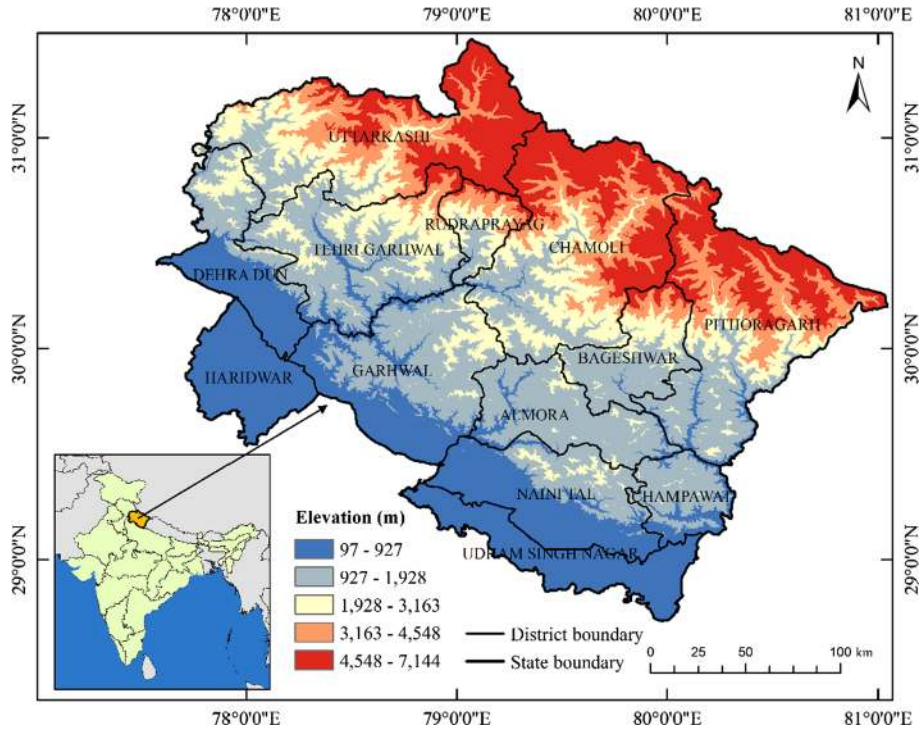 78°0'0"E 79°0'0"E 80°0'0"E 81°0'0"E
N
31°0'0"N 31°0'0"N
UTTARKASHI
RUDRAPRAYAG
TEHRI GARHWAL CHAMOLI
DEHRA DUN
PITHORAGARH
30°0'0"N 30°0'0"N
BAGESHWAR
HARIDWAR GARHWAL
ALMORA
NAINI TAL CHAMPAWAT
Elevation (m)
97 - 927
UDHAM SINGH NAGAR
29°0'0"N 29°0'0"N
927 - 1,928
1,928 - 3,163
3,163 - 4,548 District boundary
4,548 - 7,144 State boundary
0 25 50 100 km
78°0'0"E 79°0'0"E 80°0'0"E 81°0'0"E